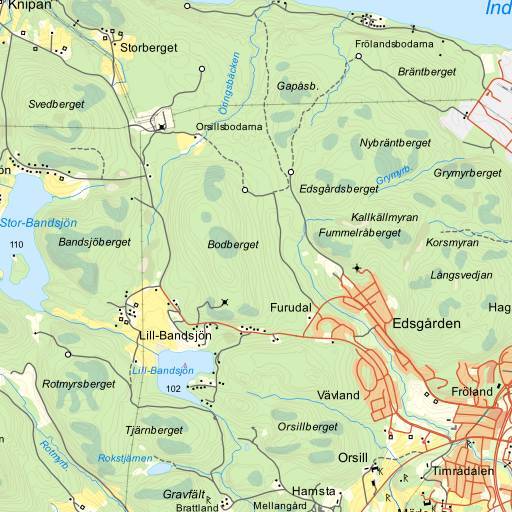 Knipan
Ind
Storberget
Frölandsbodarna
Bräntberget
Öringsbäcken
Gapåsb.
Svedberget
Orsillsbodarna
Nybräntberget
Grymyrb.
Grymyrberget
Edsgårdsberget
Stor-Bandsjön
Kallkällmyran
Fummelråberget
110
Bandsjöberget
Bodberget
Korsmyran
Långsvedjan
Furudal
Hag
Edsgården
Lill-Bandsjön
Lill-Bandsjön
102
Rotmyrsberget
Vävland
Fröland
Tjärnberget
Orsillberget
Rotmyrb.
Rokstjärnen
Orsill
Timrådalen
Gravfält
Hamsta
Brattland
Mellangård